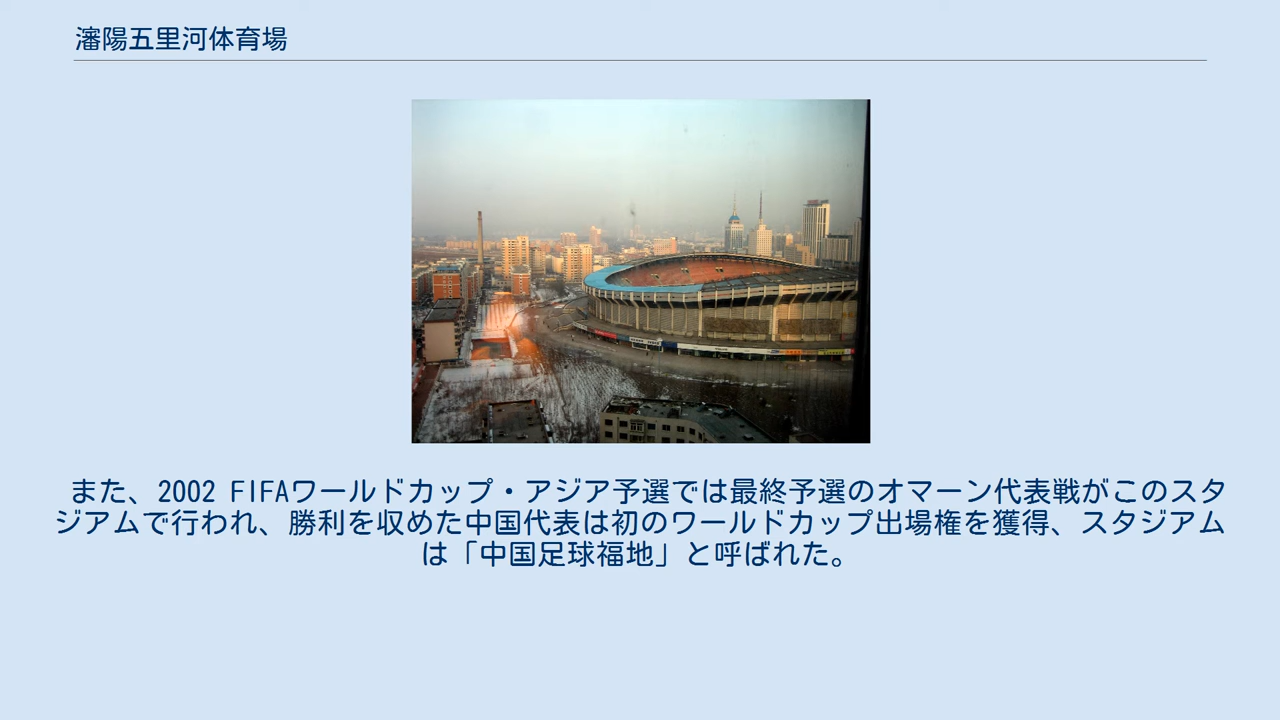 瀋陽五里河体育場
また、2002 FIFAワールドカップ・アジア予選では最終予選のオマーン代表戦がこのスタ
ジアムで行われ、勝利を収めた中国代表は初のワールドカップ出場権を獲得、スタジアム
は「中国足球福地」と呼ばれた。